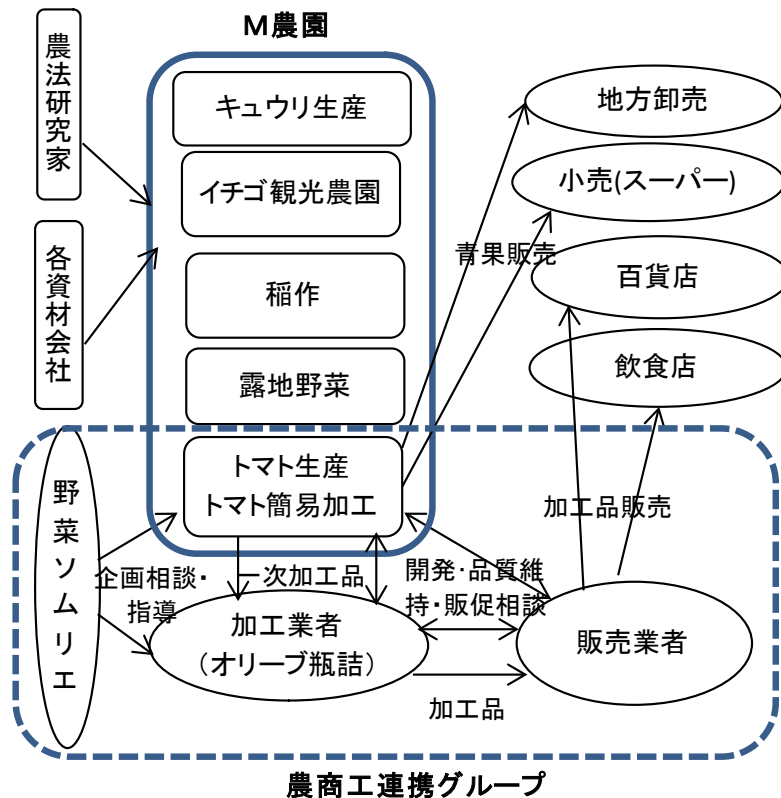 M農園
農法研究家
キュウリ生産
地方卸売
イチゴ観光農園
小売(スーパー)
各資材会社
青果販売
稲作
百貨店
露地野菜
飲食店
野菜ソムリエ
トマト生産
トマト簡易加工
加工品販売
企画相談・
指導
一次加工品
開発・品質維
持・販促相談
加工業者
（オリーブ瓶詰）
販売業者
加工品
農商工連携グループ